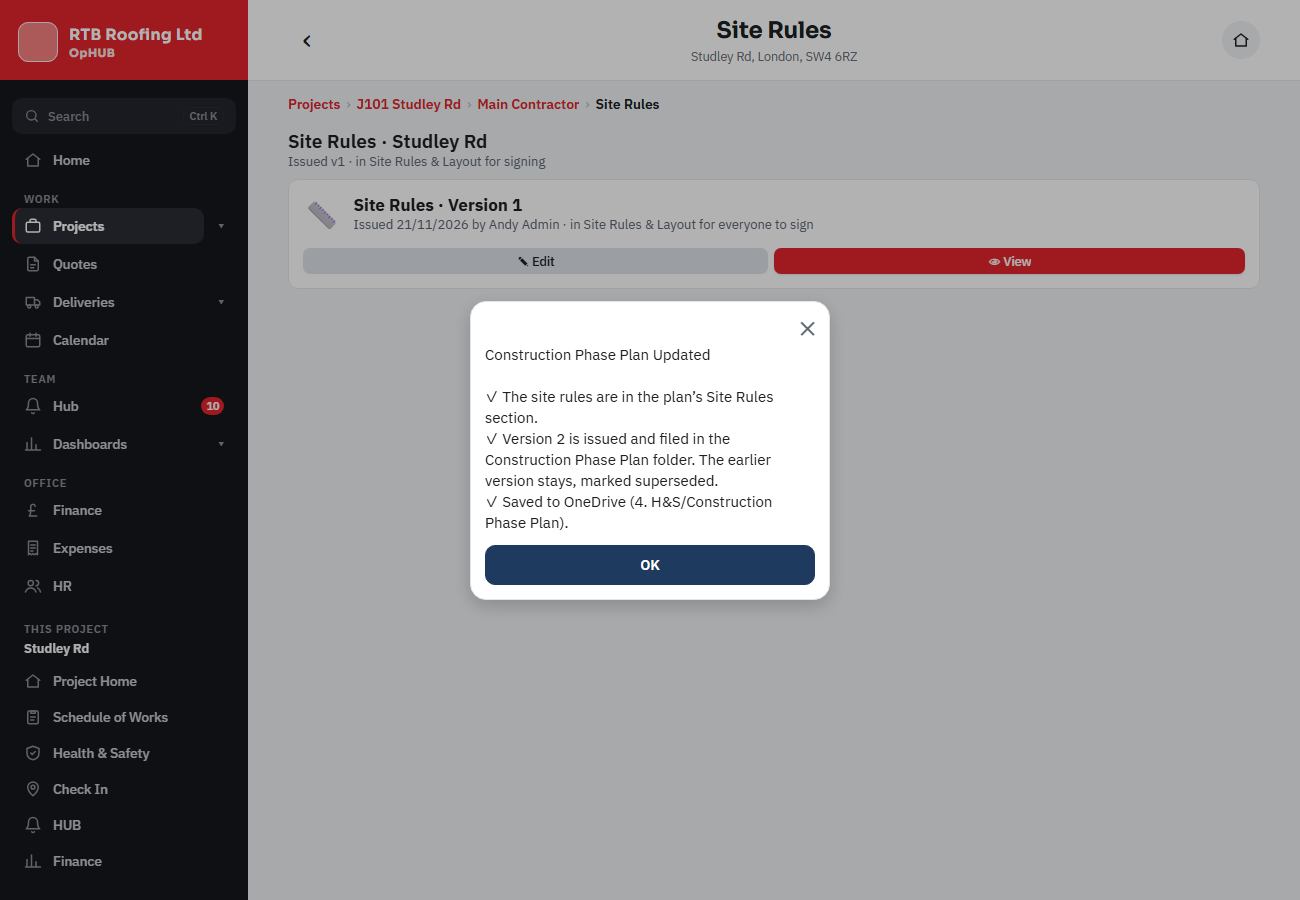 RTB Roofing Ltd
OpHUB
Search
Ctrl K
Home
WORK
Projects
Quotes
Deliveries
Calendar
TEAM
Hub
10
Dashboards
OFFICE
Finance
Expenses
HR
THIS PROJECT
Studley Rd
Project Home
Schedule of Works
Health & Safety
Check In
HUB
Finance
Site Rules
Studley Rd, London, SW4 6RZ
Projects › J101 Studley Rd › Main Contractor › Site Rules
Site Rules · Studley Rd
Issued v1 · in Site Rules & Layout for signing
Site Rules · Version 1
Issued 21/11/2026 by Andy Admin · in Site Rules & Layout for everyone to sign
Edit
View
Construction Phase Plan Updated
✓ The site rules are in the plan’s Site Rules
section.
✓ Version 2 is issued and filed in the
Construction Phase Plan folder. The earlier
version stays, marked superseded.
✓ Saved to OneDrive (4. H&S/Construction
Phase Plan).
OK